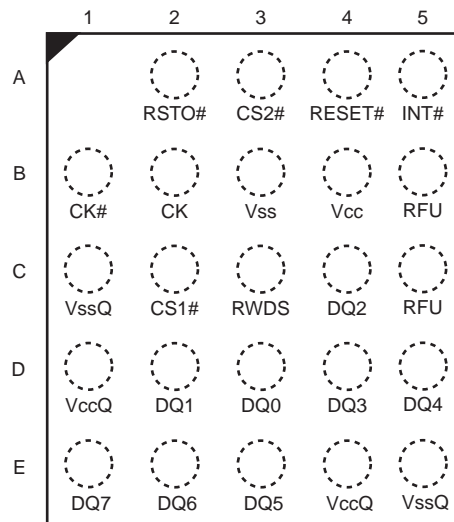 1 2 3 4 5
A
RSTO# CS2# RESET# INT#
B
CK# CK Vss Vcc RFU
C
VssQ CS1# RWDS DQ2 RFU
D
VccQ DQ1 DQ0 DQ3 DQ4
E
DQ7 DQ6 DQ5 VccQ VssQ